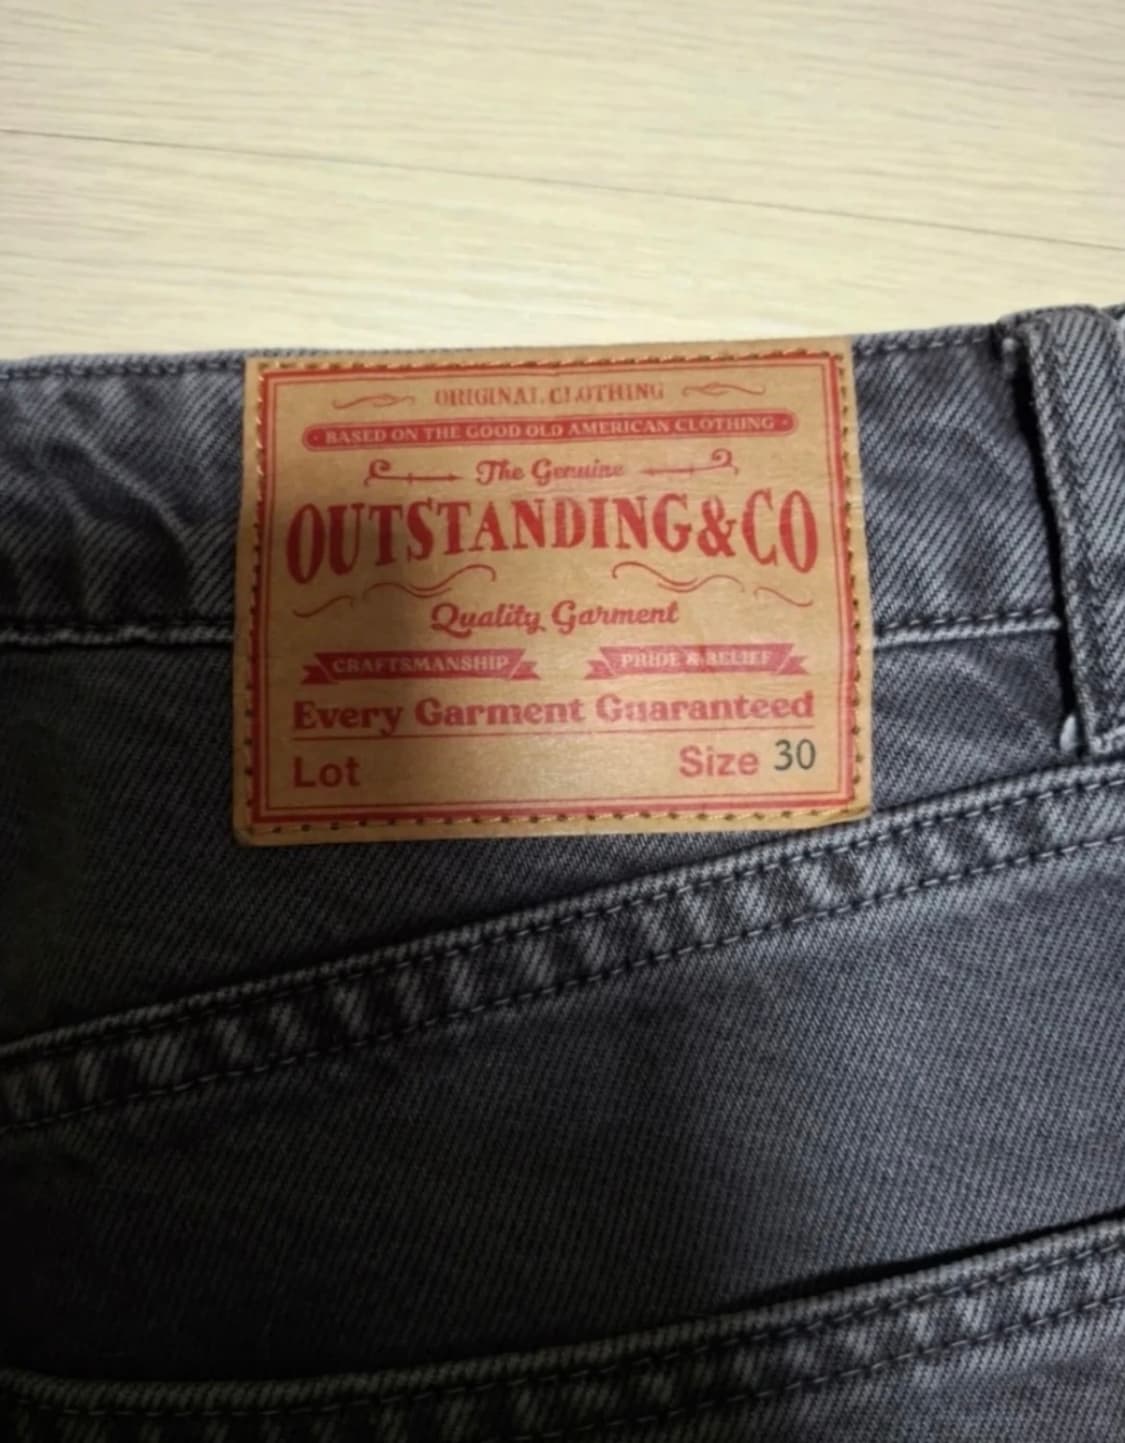 ORIGINAL CLOTHING
• BASED ON THE GOOD OLD AMERICAN CLOTHING •
The Genuine
OUTSTANDING&CO
Quality Garment
CRAFTSMANSHIP PRIDE & BELIEF
Every Garment Guaranteed
Lot Size 30